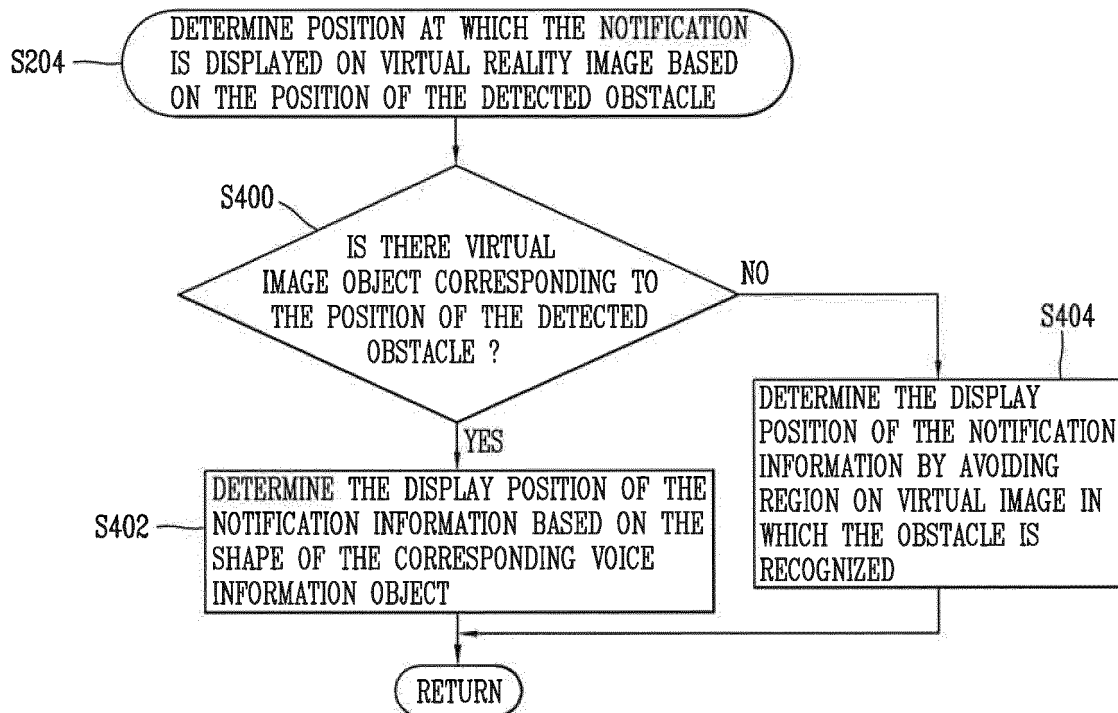 S204
DETERMINE POSITION AT WHICH THE NOTIFICATION
IS DISPLAYED ON VIRTUAL REALITY IMAGE BASED
ON THE POSITION OF THE DETECTED OBSTACLE
S400
IS THERE VIRTUAL
IMAGE OBJECT CORRESPONDING TO
THE POSITION OF THE DETECTED
OBSTACLE ?
NO
YES
S404
DETERMINE THE DISPLAY
POSITION OF THE NOTIFICATION
INFORMATION BY AVOIDING
REGION ON VIRTUAL IMAGE IN
WHICH THE OBSTACLE IS
RECOGNIZED
S402
DETERMINE THE DISPLAY POSITION OF THE
NOTIFICATION INFORMATION BASED ON THE
SHAPE OF THE CORRESPONDING VOICE
INFORMATION OBJECT
RETURN